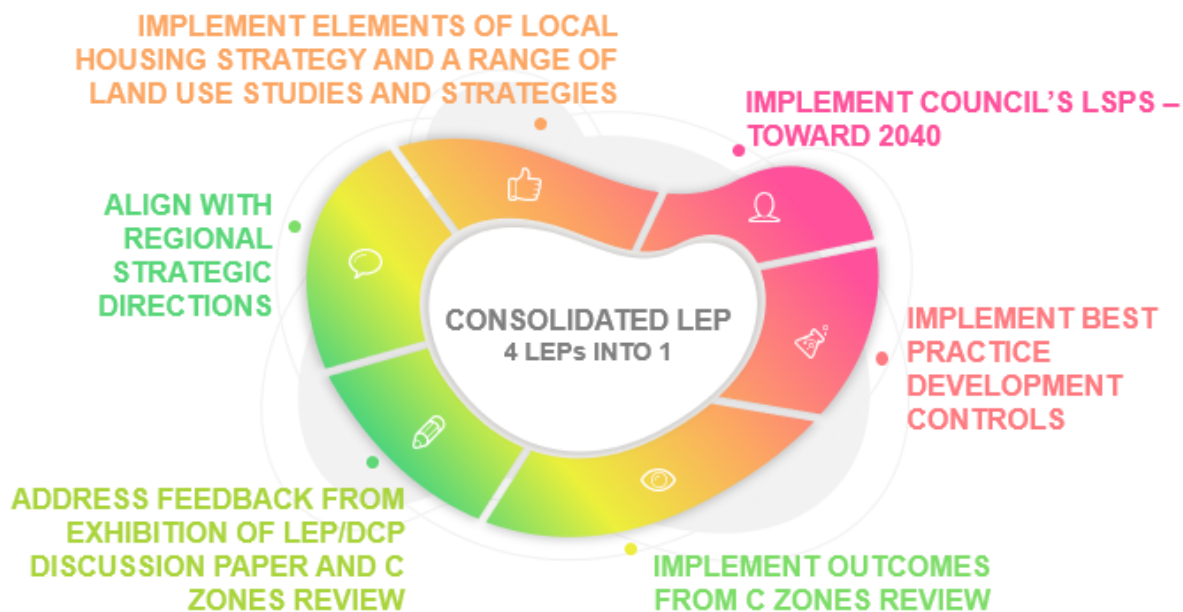 IMPLEMENT ELEMENTS OF LOCAL
HOUSING STRATEGY AND A RANGE OF
LAND USE STUDIES AND STRATEGIES
IMPLEMENT COUNCIL’S LSPS –
TOWARD 2040
ALIGN WITH
REGIONAL
STRATEGIC
DIRECTIONS
CONSOLIDATED LEP
4 LEPs INTO 1
IMPLEMENT BEST
PRACTICE
DEVELOPMENT
CONTROLS
ADDRESS FEEDBACK FROM
EXHIBITION OF LEP/DCP
DISCUSSION PAPER AND C
ZONES REVIEW
IMPLEMENT OUTCOMES
FROM C ZONES REVIEW